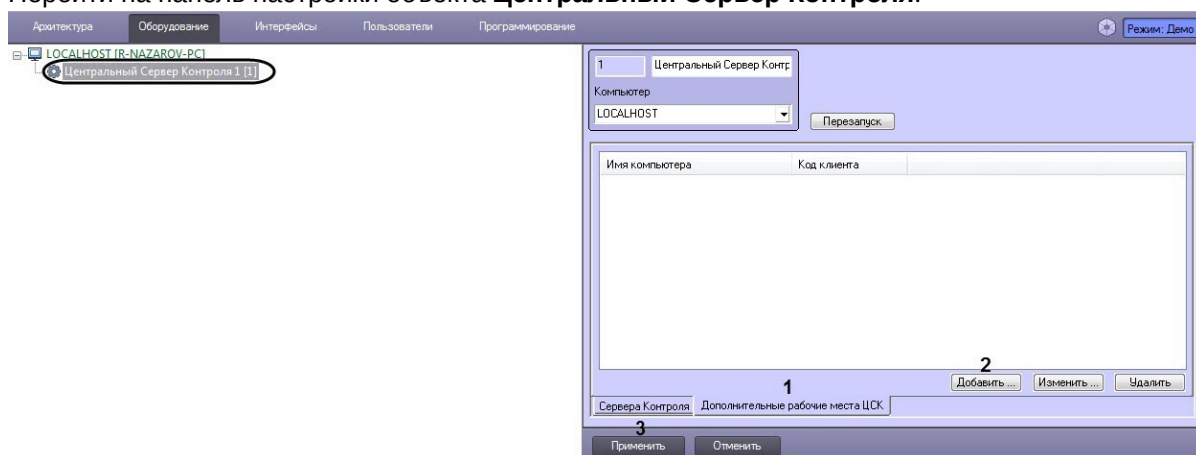 Перейти на панель настройки объекта Центральный Сервер Контроля.
Архитектура Оборудование Интерфейсы Пользователи Программирование Режим: Демо
LOCALHOST [R-NAZAROV-PC]
Центральный Сервер Контроля 1 [1]
1 Центральный Сервер Контр
Компьютер
LOCALHOST Перезапуск
Имя компьютера Код клиента
2
Добавить ... Изменить ... Удалить
1
Сервера Контроля Дополнительные рабочие места ЦСК
3
Применить Отменить